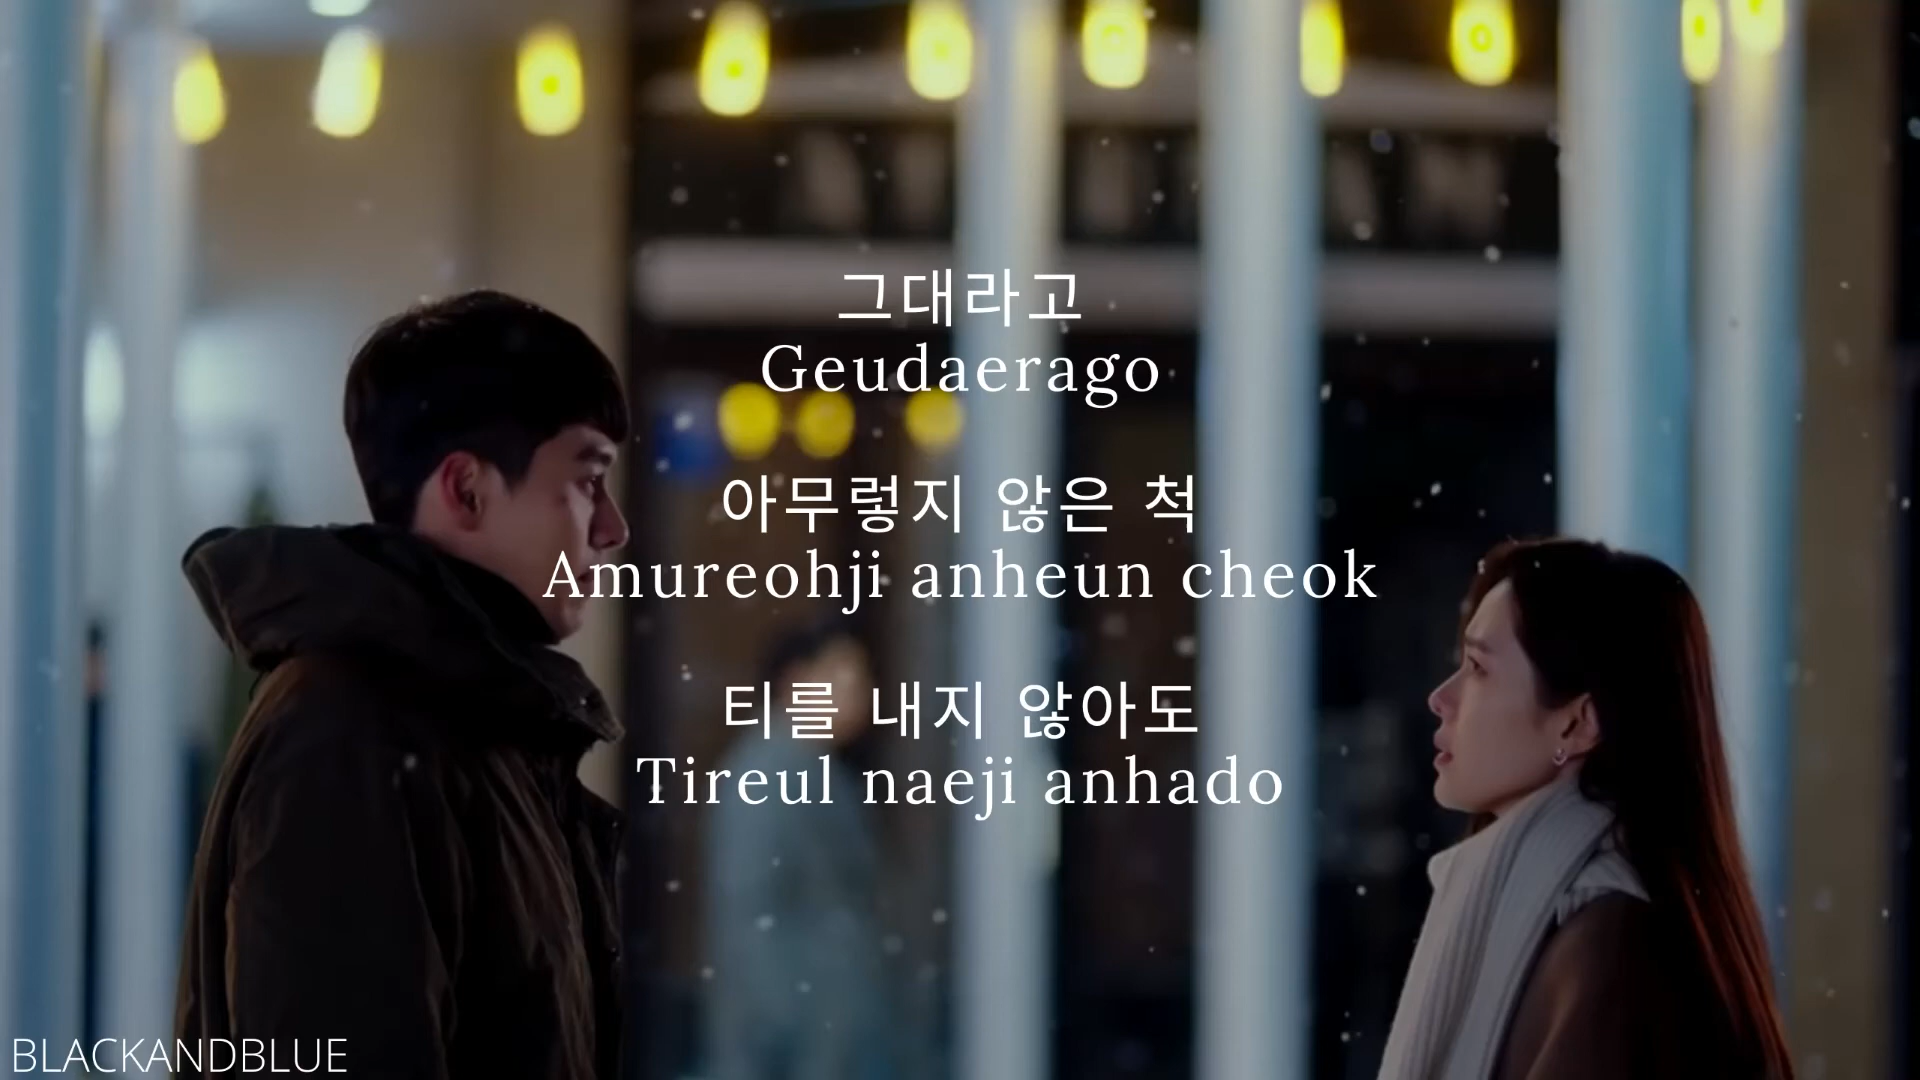 그대라고
Geudaerago
아무렇지 않은 척
Amureohji anheun cheok
티를 내지 않아도
Tireul naeji anhado
BLACKANDBLUE